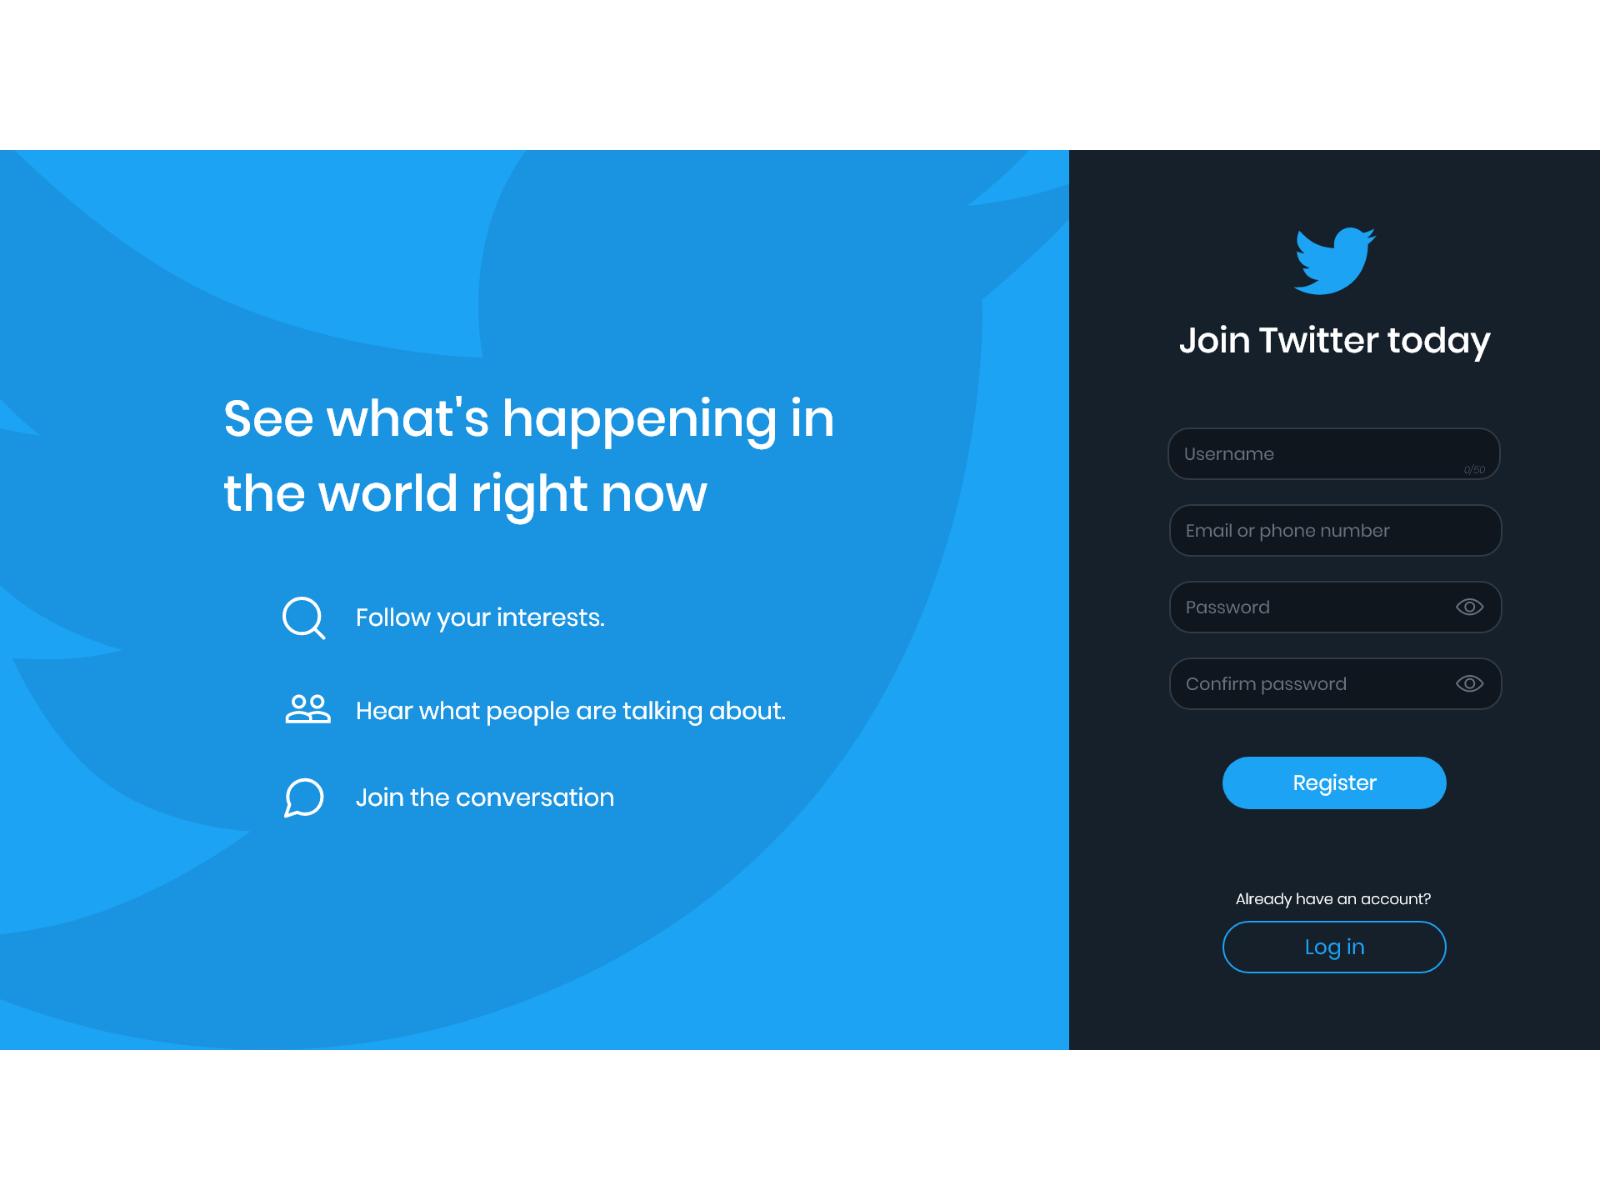 See what's happening in
the world right now
Follow your interests.
Hear what people are talking about.
Join the conversation
Join Twitter today
Username
0/50
Email or phone number
Password
Confirm password
Register
Already have an account?
Log in